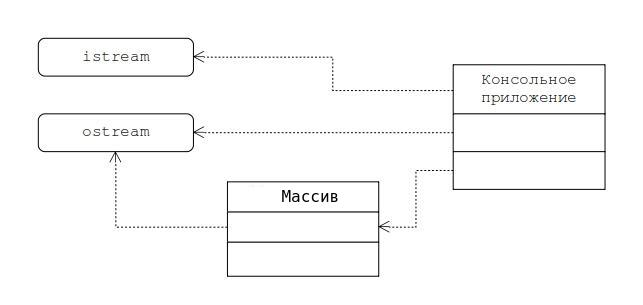 istream
Консольное
приложение
ostream
Массив